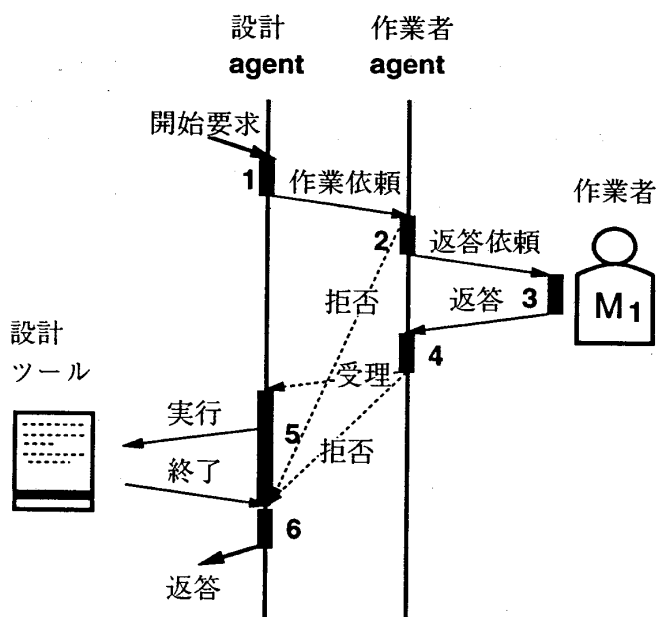 設計
agent
作業者
agent
開始要求
1
作業依頼
作業者
2
返答依頼
拒否
返答
3
M1
設計
ツール
4
受理
実行
5
拒否
終了
6
返答